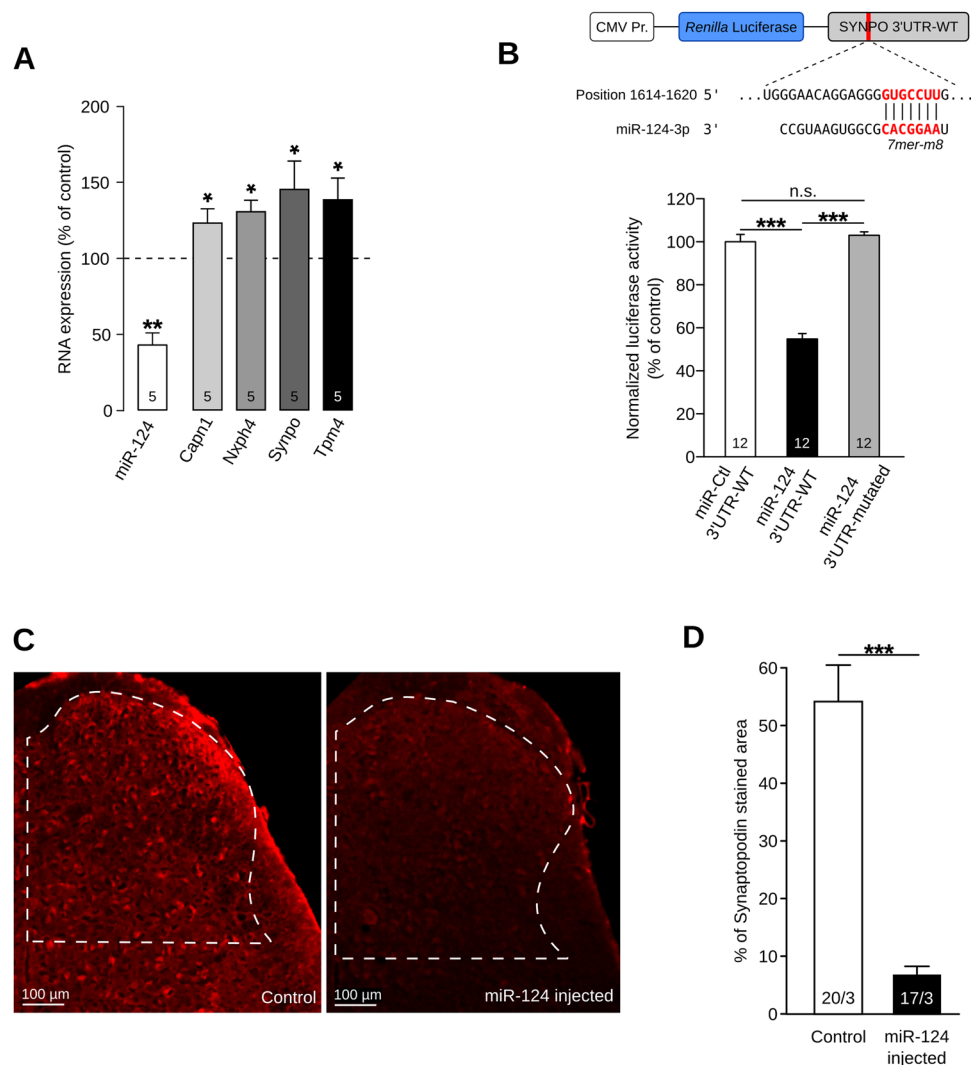 A
RNA expression (% of control)
200
150
100
50
0
*
*
*
*
**
5
5
5
5
5
miR-124
Capn1
Nxph4
Synpo
Tpm4
B
CMV Pr.
Renilla Luciferase
SYNPO 3'UTR-WT
Position 1614-1620 5' ...UGGGAACAGGAGGGGUGCCUUG...
miR-124-3p 3' CCGUAAGUGGCGCACGGAAU
7mer-m8
Normalized luciferase activity
(% of control)
120
100
80
60
40
20
0
n.s.
***
***
12
12
12
miR-Ctl
3'UTR-WT
miR-124
3'UTR-WT
miR-124
3'UTR-mutated
C
100 µm
Control
100 µm
miR-124 injected
D
% of Synaptopodin stained area
60
50
40
30
20
10
0
***
20/3
17/3
Control
miR-124
injected